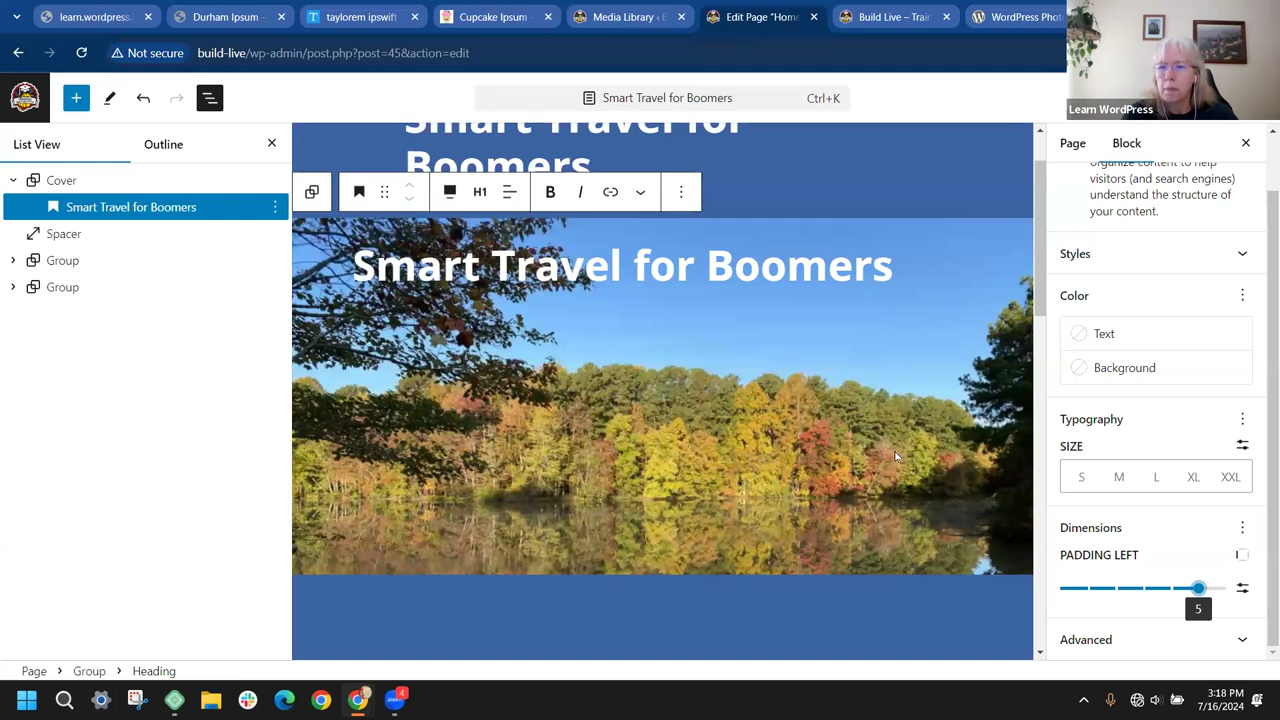 learn.wordpress.
Durham Ipsum –
taylorem ipswift
Cupcake Ipsum -
Media Library ‹
Edit Page "Hom
Build Live – Trai
WordPress Phot
Not secure
build-live/wp-admin/post.php?post=45&action=edit
Learn WordPress
Smart Travel for Boomers
Ctrl+K
List View
Outline
Page
Block
Smart Travel for
Boomers
organize content to help
visitors (and search engines)
understand the structure of
your content.
Cover
Smart Travel for Boomers
Spacer
Group
Group
H1
B
I
Smart Travel for Boomers
Styles
Color
Text
Background
Typography
SIZE
S M L XL XXL
Dimensions
PADDING LEFT
5
Advanced
Page
Group
Heading
4
zoom
3:18 PM
7/16/2024